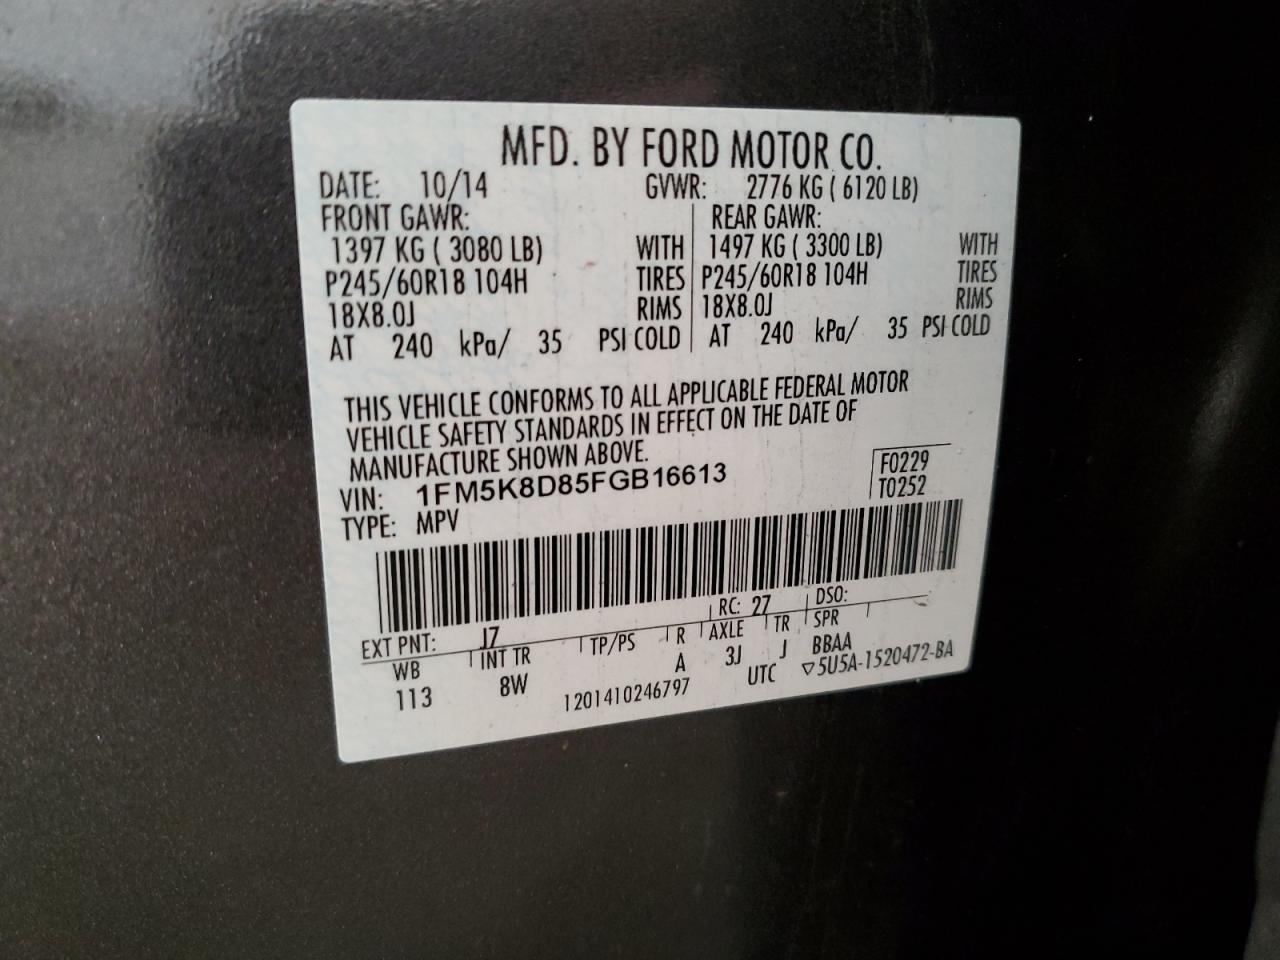 MFD. BY FORD MOTOR CO.
DATE: 10/14 GVWR: 2776 KG ( 6120 LB)
FRONT GAWR: REAR GAWR:
1397 KG ( 3080 LB) WITH 1497 KG ( 3300 LB) WITH
P245/60R18 104H TIRES P245/60R18 104H TIRES
18X8.0J RIMS 18X8.0J RIMS
AT 240 kPa/ 35 PSI COLD AT 240 kPa/ 35 PSI COLD
THIS VEHICLE CONFORMS TO ALL APPLICABLE FEDERAL MOTOR
VEHICLE SAFETY STANDARDS IN EFFECT ON THE DATE OF
MANUFACTURE SHOWN ABOVE.
VIN: 1FM5K8D85FGB16613 F0229
TYPE: MPV T0252
EXT PNT: J7 RC: 27 DSO:
WB INT TR TP/PS R AXLE TR SPR
113 8W A 3J J BBAA
1201410246797 UTC ▽5U5A-1520472-BA